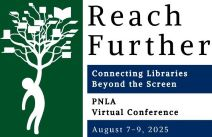 Reach
Further
Connecting Libraries
Beyond the Screen
PNLA
Virtual Conference
August 7-9, 2025